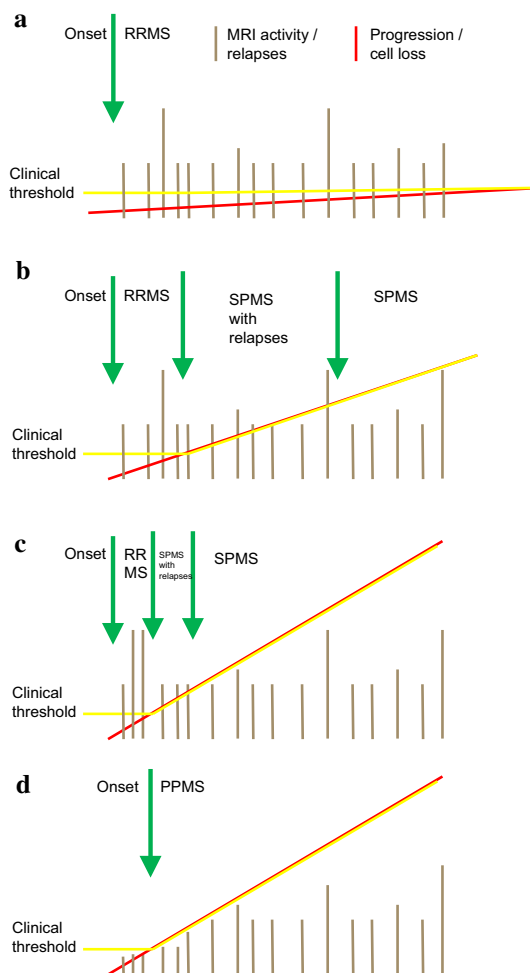 a
Onset RRMS
MRI activity /
relapses
Progression /
cell loss
Clinical
threshold
b
Onset RRMS
SPMS
with
relapses
SPMS
Clinical
threshold
c
Onset
RR
MS
SPMS
with
relapses
SPMS
Clinical
threshold
d
Onset PPMS
Clinical
threshold